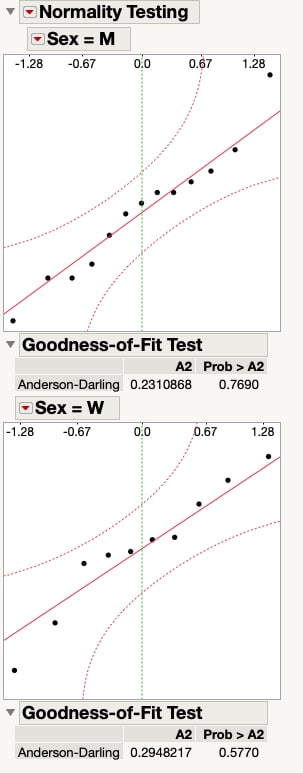 Normality Testing
Sex = M
-1.28 -0.67 0.0 0.67 1.28
Goodness-of-Fit Test
A2 Prob > A2
Anderson-Darling 0.2310868 0.7690
Sex = W
-1.28 -0.67 0.0 0.67 1.28
Goodness-of-Fit Test
A2 Prob > A2
Anderson-Darling 0.2948217 0.5770